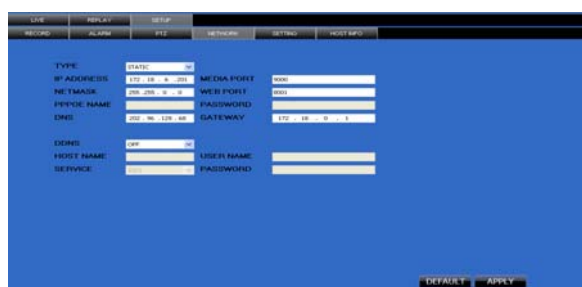 LIVE REPLAY SETUP
RECORD ALARM PTZ NETWORK SETTING HOST INFO
TYPE STATIC
IP ADDRESS 172 . 18 . 6 .201 MEDIA PORT 9000
NETMASK 255 .255 . 0 . 0 WEB PORT 8001
PPPOE NAME PASSWORD
DNS 202 . 96 .128 . 68 GATEWAY 172 . 18 . 0 . 1
DDNS OFF
HOST NAME USER NAME
SERVICE PASSWORD
DEFAULT APPLY